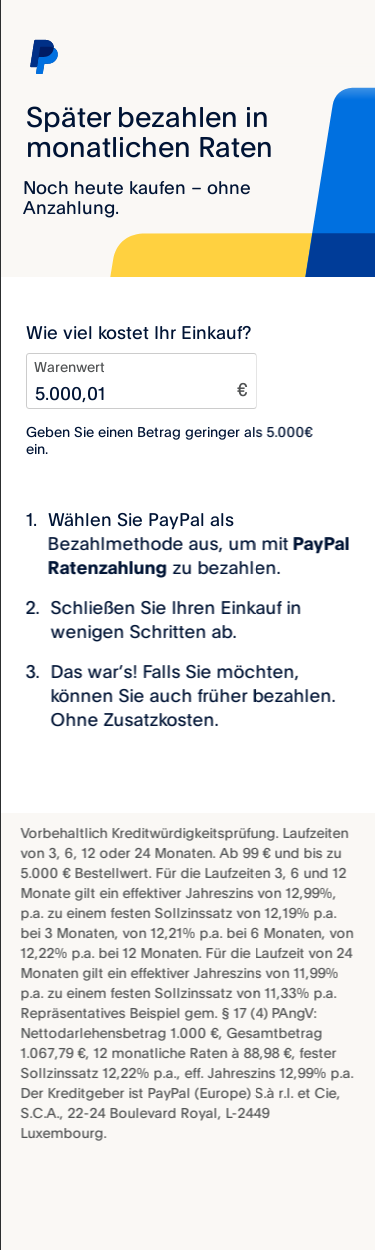 Später bezahlen in
monatlichen Raten
Noch heute kaufen – ohne
Anzahlung.
Wie viel kostet Ihr Einkauf?
Warenwert
5.000,01 €
Geben Sie einen Betrag geringer als 5.000€
ein.
1. Wählen Sie PayPal als
Bezahlmethode aus, um mit PayPal
Ratenzahlung zu bezahlen.
2. Schließen Sie Ihren Einkauf in
wenigen Schritten ab.
3. Das war’s! Falls Sie möchten,
können Sie auch früher bezahlen.
Ohne Zusatzkosten.
Vorbehaltlich Kreditwürdigkeitsprüfung. Laufzeiten
von 3, 6, 12 oder 24 Monaten. Ab 99 € und bis zu
5.000 € Bestellwert. Für die Laufzeiten 3, 6 und 12
Monate gilt ein effektiver Jahreszins von 12,99%,
p.a. zu einem festen Sollzinssatz von 12,19% p.a.
bei 3 Monaten, von 12,21% p.a. bei 6 Monaten, von
12,22% p.a. bei 12 Monaten. Für die Laufzeit von 24
Monaten gilt ein effektiver Jahreszins von 11,99%
p.a. zu einem festen Sollzinssatz von 11,33% p.a.
Repräsentatives Beispiel gem. § 17 (4) PAngV:
Nettodarlehensbetrag 1.000 €, Gesamtbetrag
1.067,79 €, 12 monatliche Raten à 88,98 €, fester
Sollzinssatz 12,22% p.a., eff. Jahreszins 12,99% p.a.
Der Kreditgeber ist PayPal (Europe) S.à r.l. et Cie,
S.C.A., 22-24 Boulevard Royal, L-2449
Luxembourg.